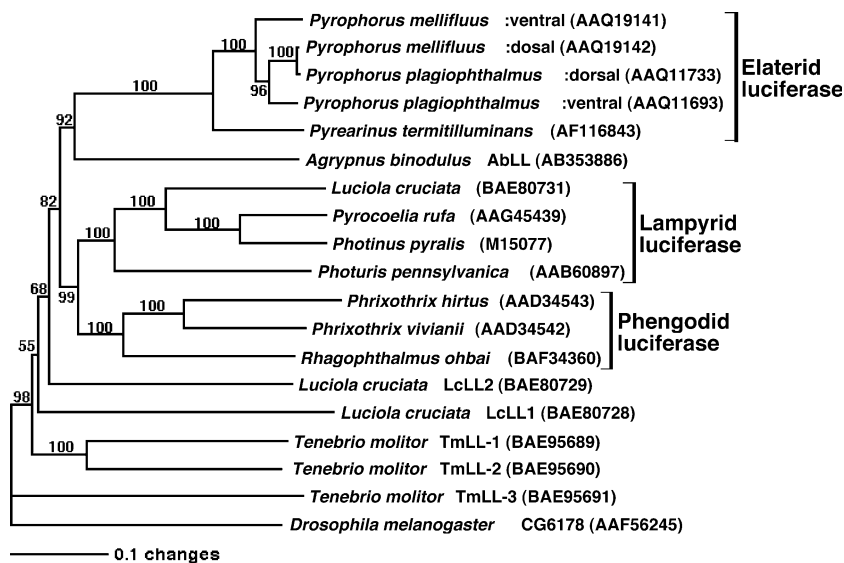 Pyrophorus mellifluus :ventral (AAQ19141)
100
Pyrophorus mellifluus :dosal (AAQ19142)
100
Elaterid
luciferase
Pyrophorus plagiophthalmus :dorsal (AAQ11733)
96
100
Pyrophorus plagiophthalmus :ventral (AAQ11693)
92
Pyrearinus termitilluminans (AF116843)
Agrypnus binodulus AbLL (AB353886)
Luciola cruciata (BAE80731)
82
100
Pyrocoelia rufa (AAG45439)
100
Lampyrid
luciferase
100
Photinus pyralis (M15077)
Photuris pennsylvanica (AAB60897)
68
99
Phrixothrix hirtus (AAD34543)
100
Phengodid
luciferase
100
Phrixothrix vivianii (AAD34542)
55
Rhagophthalmus ohbai (BAF34360)
Luciola cruciata LcLL2 (BAE80729)
98
Luciola cruciata LcLL1 (BAE80728)
Tenebrio molitor TmLL-1 (BAE95689)
100
Tenebrio molitor TmLL-2 (BAE95690)
Tenebrio molitor TmLL-3 (BAE95691)
Drosophila melanogaster CG6178 (AAF56245)
0.1 changes